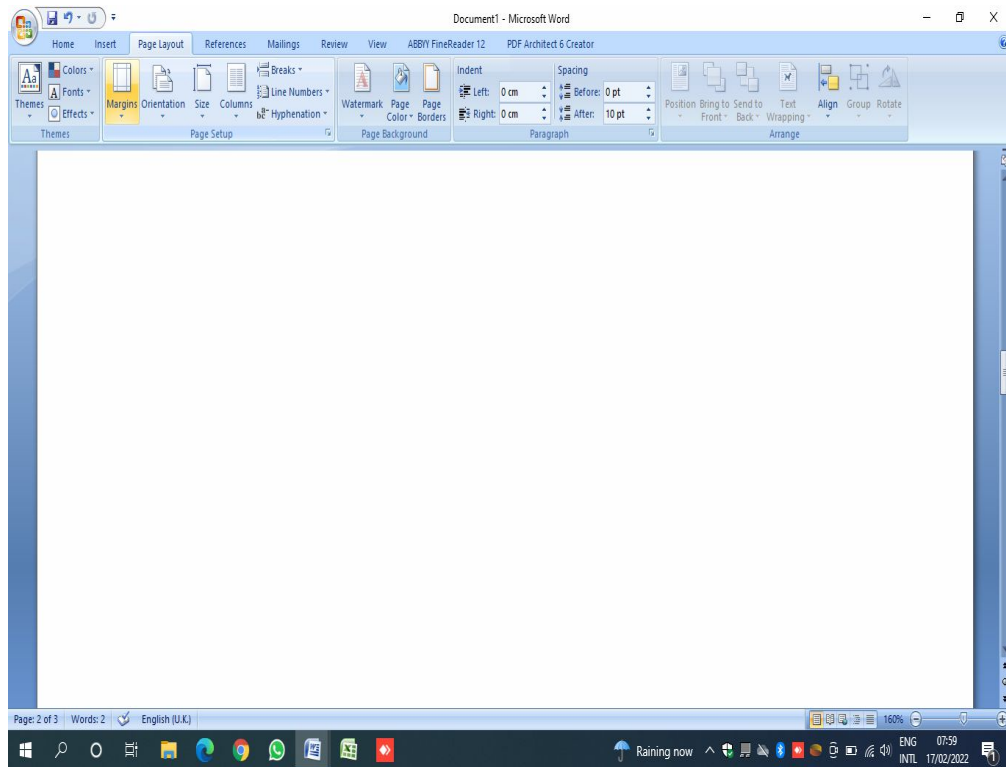 Document1 - Microsoft Word
Home Insert Page Layout References Mailings Review View ABBYY FineReader 12 PDF Architect 6 Creator
Themes
Colors
Fonts
Effects
Themes
Margins Orientation Size Columns
Breaks
Line Numbers
Hyphenation
Page Setup
Watermark Page Color Page Borders
Page Background
Indent
Left: 0 cm
Right: 0 cm
Spacing
Before: 0 pt
After: 10 pt
Paragraph
Position Bring to Front Send to Back Text Wrapping Align Group Rotate
Arrange
Page: 2 of 3 Words: 2 English (U.K.) 160%
Raining now ENG INTL 07:59 17/02/2022